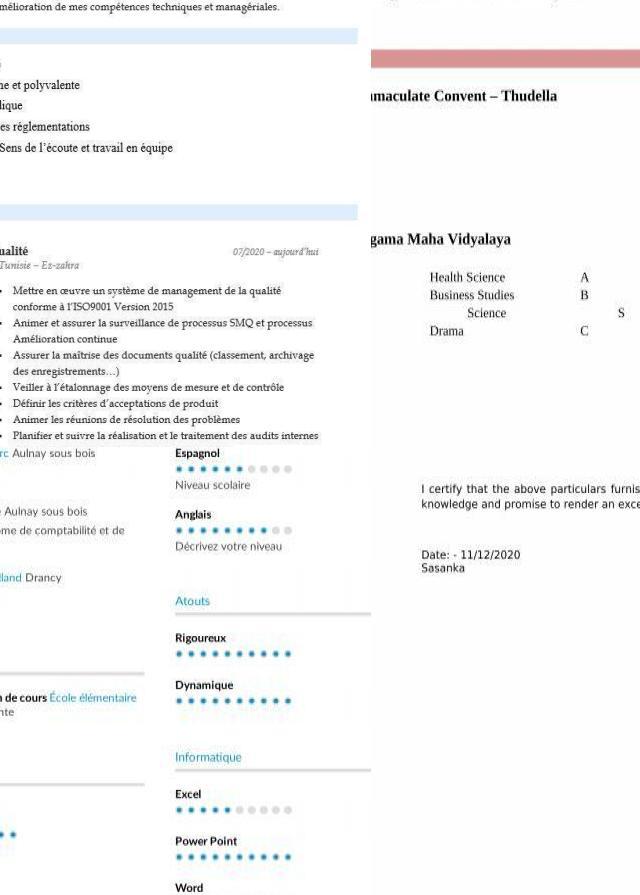 mélioration de mes compétences techniques et managériales.
ne et polyvalente
lique
es réglementations
Sens de l'écoute et travail en équipe
ualité
07/2020 – aujourd'hui
Tunisie – Ez-zahra
Mettre en œuvre un système de management de la qualité
conforme à l'ISO9001 Version 2015
Animer et assurer la surveillance de processus SMQ et processus
Amélioration continue
Assurer la maîtrise des documents qualité (classement, archivage
des enregistrements…)
Veiller à l'étalonnage des moyens de mesure et de contrôle
Définir les critères d'acceptations de produit
Animer les réunions de résolution des problèmes
Planifier et suivre la réalisation et le traitement des audits internes
rc Aulnay sous bois
Aulnay sous bois
me de comptabilité et de
lland Drancy
n de cours École élémentaire
nte
Espagnol
Niveau scolaire
Anglais
Décrivez votre niveau
Atouts
Rigoureux
Dynamique
Informatique
Excel
Power Point
Word
maculate Convent – Thudella
gama Maha Vidyalaya
Health Science A
Business Studies B
Science S
Drama C
I certify that the above particulars furnis
knowledge and promise to render an exce
Date: - 11/12/2020
Sasanka